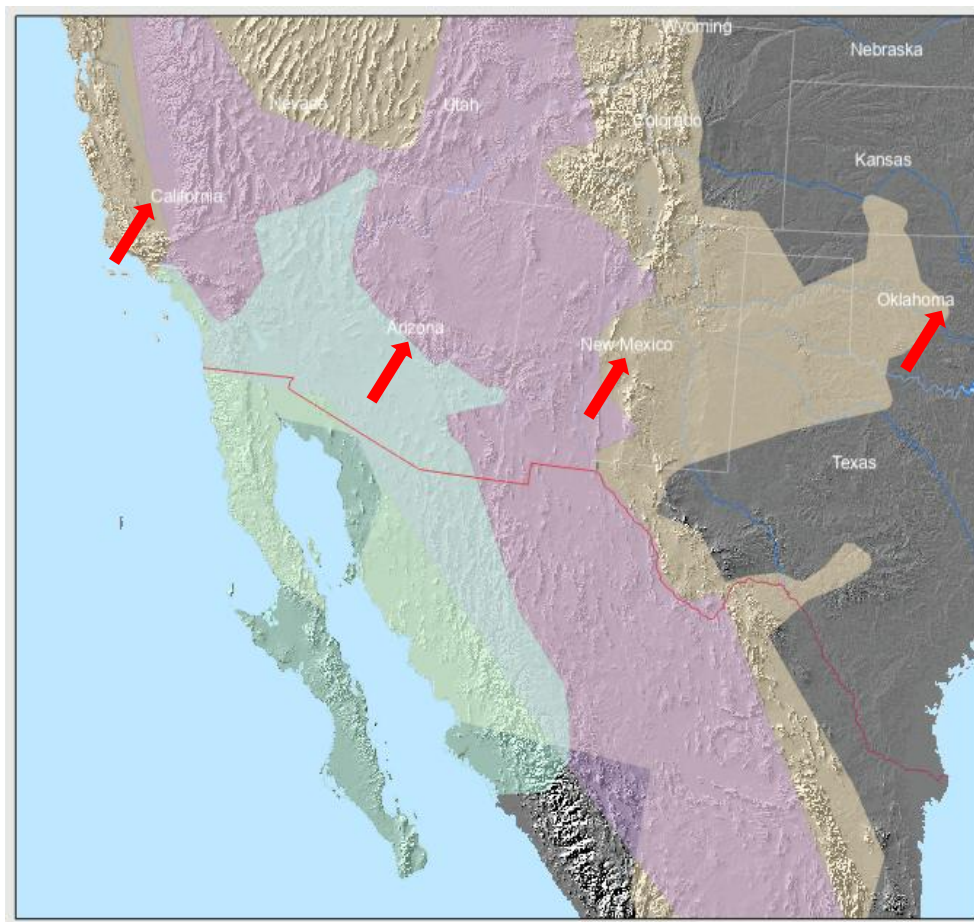 Wyoming
Nebraska
Nevada
Utah
Colorado
Kansas
California
Oklahoma
Arizona
New Mexico
Texas